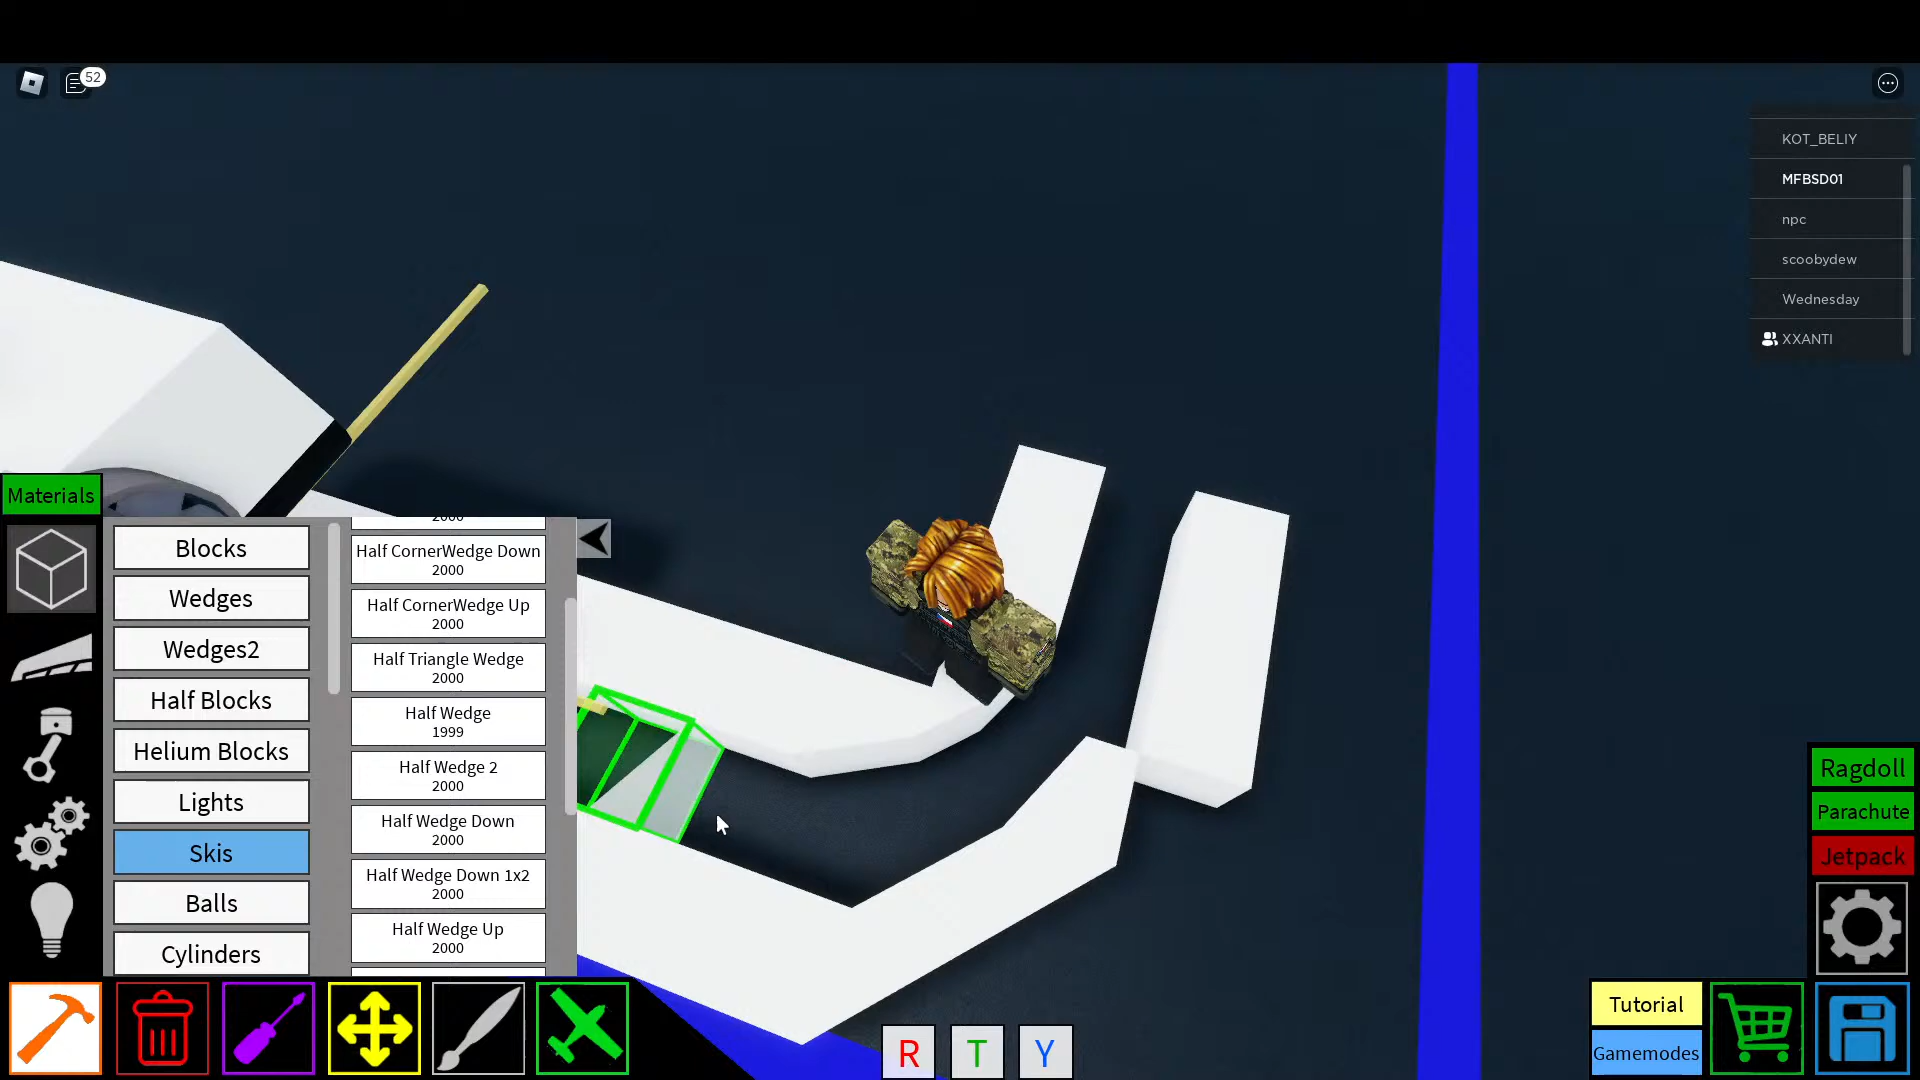 52
KOT_BELIY
MFBSD01
npc
scoobydew
Wednesday
XXANTI
Materials
Blocks
Wedges
Wedges2
Half Blocks
Helium Blocks
Lights
Skis
Balls
Cylinders
2000
Half CornerWedge Down
2000
Half CornerWedge Up
2000
Half Triangle Wedge
2000
Half Wedge
1999
Half Wedge 2
2000
Half Wedge Down
2000
Half Wedge Down 1x2
2000
Half Wedge Up
2000
Ragdoll
Parachute
Jetpack
Tutorial
Gamemodes
R T Y